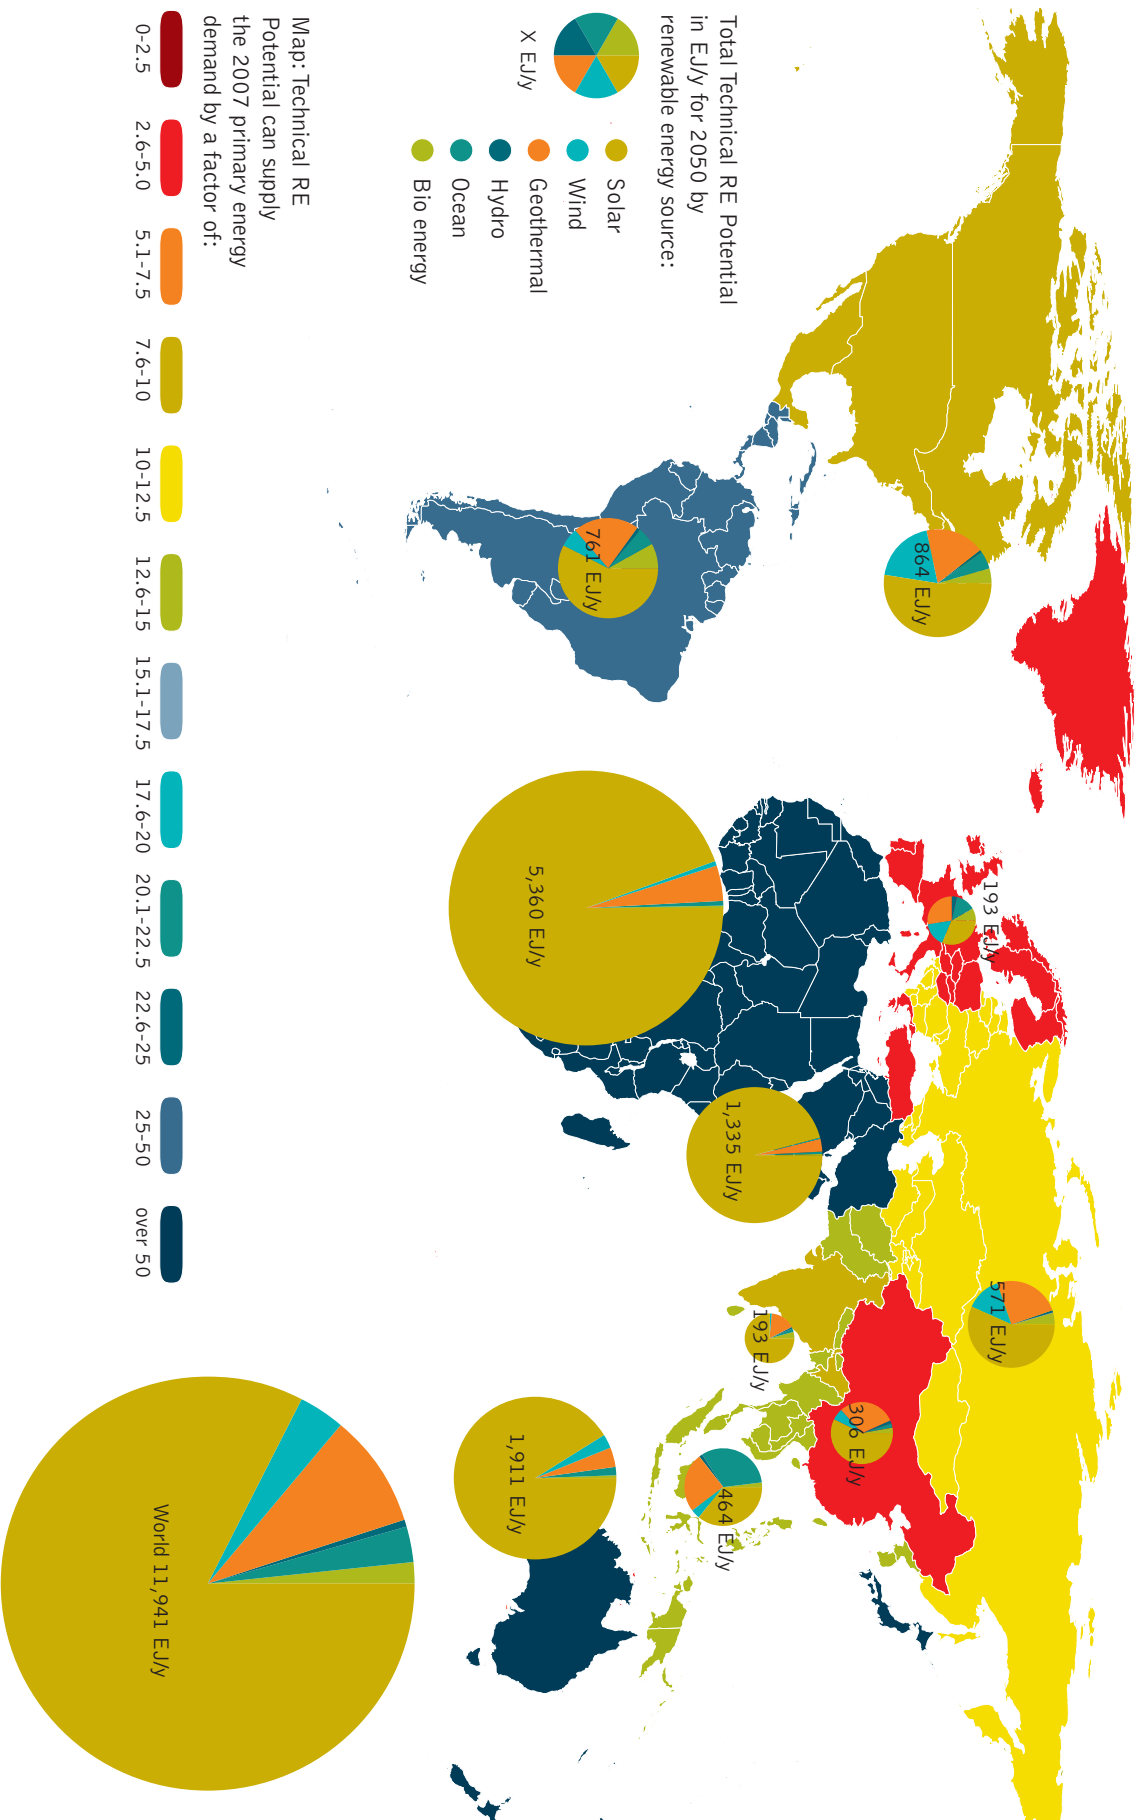 Total Technical RE Potential
in EJ/y for 2050 by
renewable energy source:
X EJ/y
Solar
Wind
Geothermal
Hydro
Ocean
Bio energy
864 EJ/y
761 EJ/y
193 EJ/y
5,360 EJ/y
1,335 EJ/y
571 EJ/y
193 EJ/y
306 EJ/y
464 EJ/y
1,911 EJ/y
World 11,941 EJ/y
Map: Technical RE
Potential can supply
the 2007 primary energy
demand by a factor of:
0-2.5
2.6-5.0
5.1-7.5
7.6-10
10-12.5
12.6-15
15.1-17.5
17.6-20
20.1-22.5
22.6-25
25-50
over 50